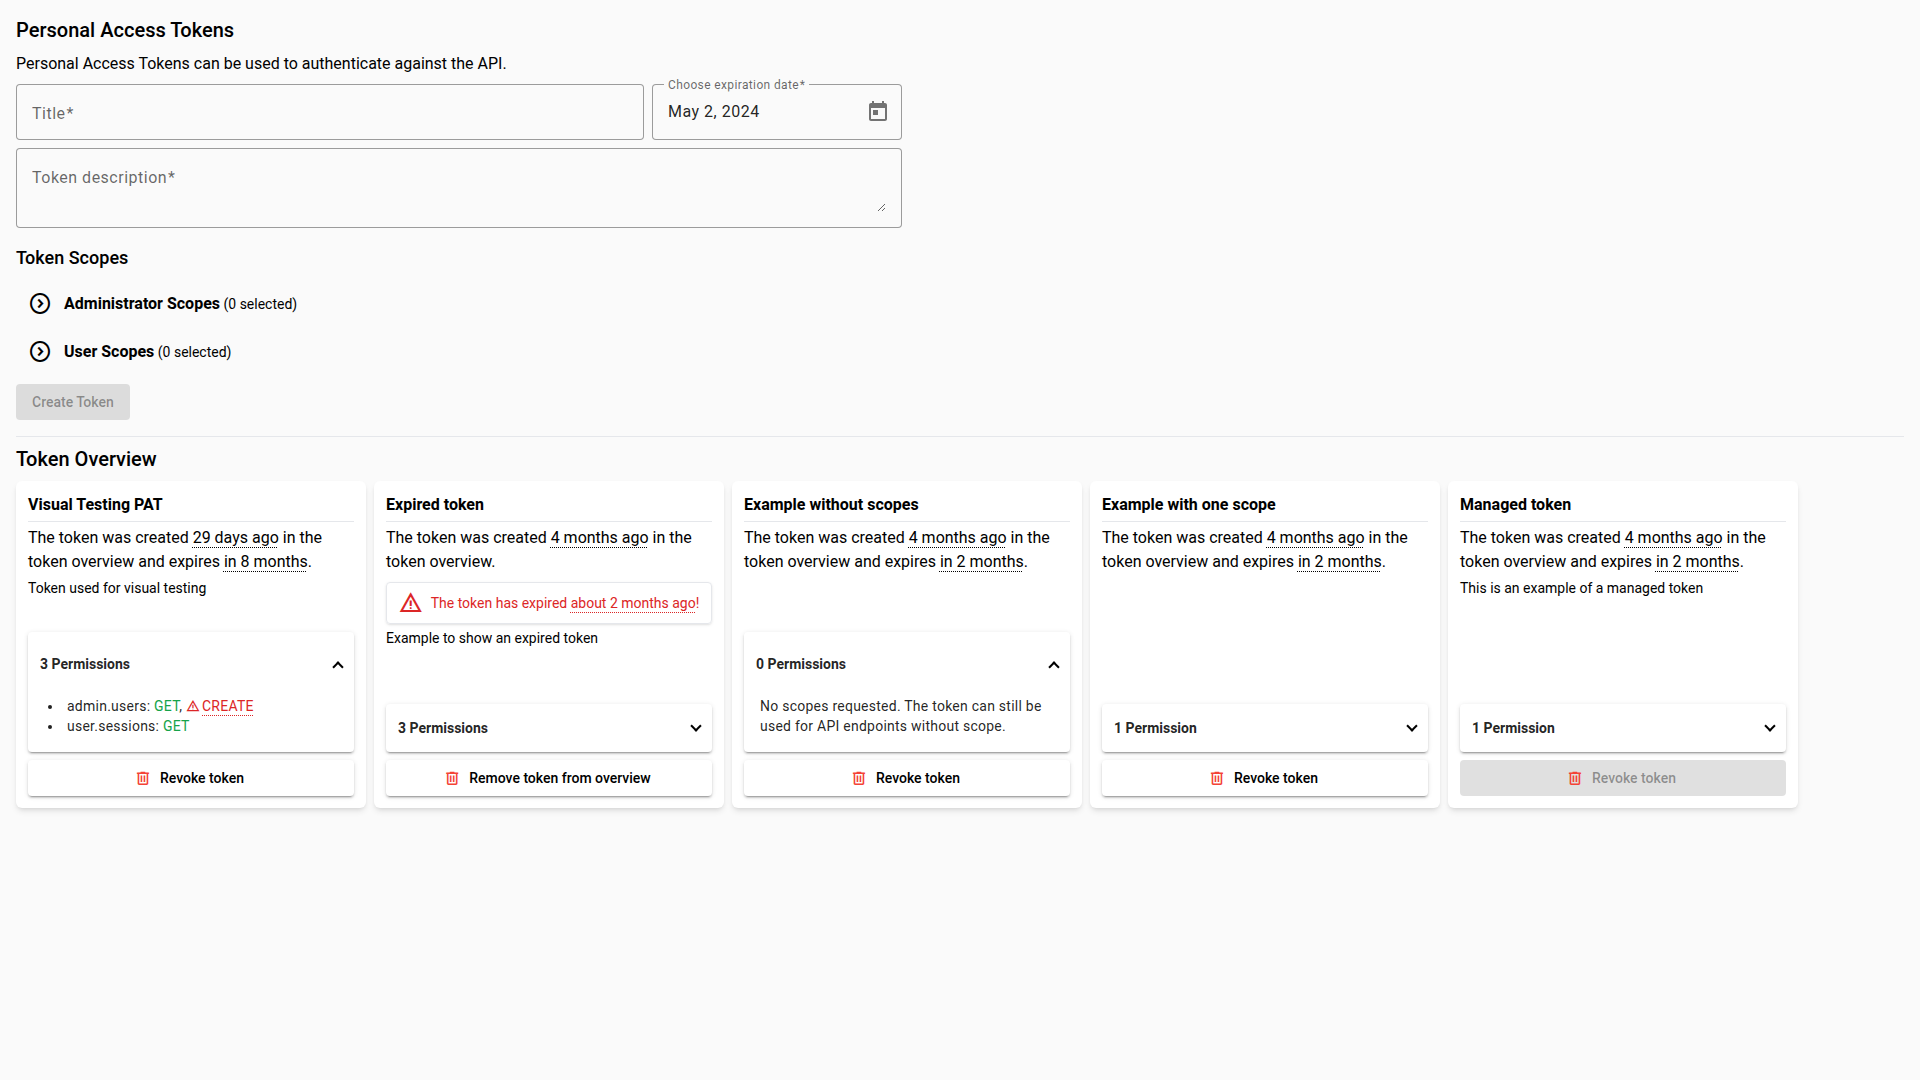 Personal Access Tokens
Personal Access Tokens can be used to authenticate against the API.
Title*
Choose expiration date*
May 2, 2024
Token description*
Token Scopes
Administrator Scopes (0 selected)
User Scopes (0 selected)
Create Token
Token Overview
Visual Testing PAT
The token was created 29 days ago in the
token overview and expires in 8 months.
Token used for visual testing
3 Permissions
admin.users: GET, CREATE
user.sessions: GET
Revoke token
Expired token
The token was created 4 months ago in the
token overview.
The token has expired about 2 months ago!
Example to show an expired token
3 Permissions
Remove token from overview
Example without scopes
The token was created 4 months ago in the
token overview and expires in 2 months.
0 Permissions
No scopes requested. The token can still be
used for API endpoints without scope.
Revoke token
Example with one scope
The token was created 4 months ago in the
token overview and expires in 2 months.
1 Permission
Revoke token
Managed token
The token was created 4 months ago in the
token overview and expires in 2 months.
This is an example of a managed token
1 Permission
Revoke token